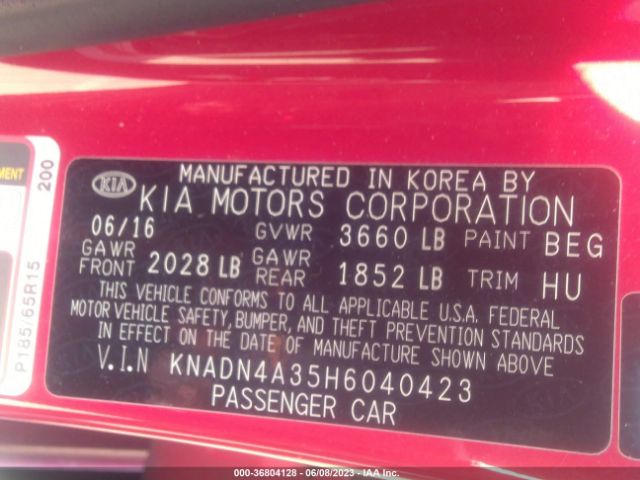 MENT
200
P185/65R15
KIA
MANUFACTURED IN KOREA BY
KIA MOTORS CORPORATION
06/16 GVWR 3660 LB PAINT BEG
GAWR FRONT 2028 LB GAWR REAR 1852 LB TRIM HU
THIS VEHICLE CONFORMS TO ALL APPLICABLE U.S.A. FEDERAL
MOTOR VEHICLE SAFETY, BUMPER, AND THEFT PREVENTION STANDARDS
IN EFFECT ON THE DATE OF MANUFACTURE SHOWN ABOVE
V.I.N KNADN4A35H6040423
PASSENGER CAR
000-36804128 - 06/08/2023 - IAA Inc.